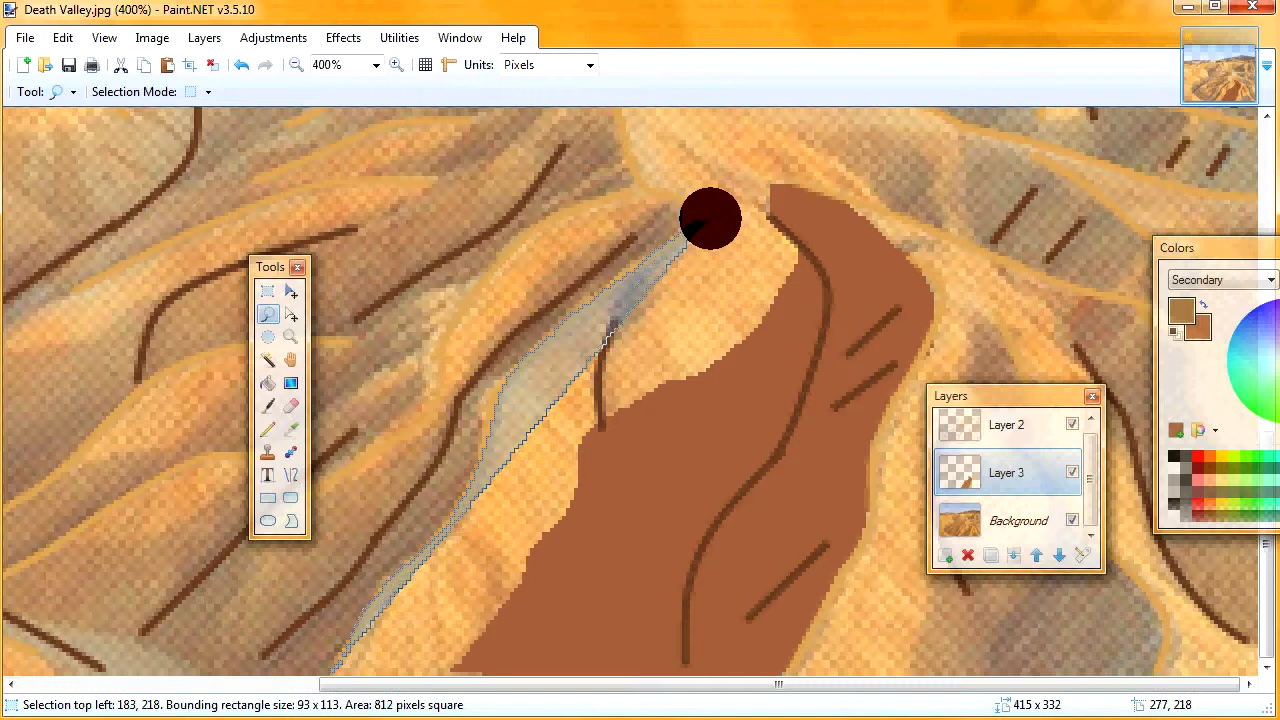 Death Valley.jpg (400%) - Paint.NET v3.5.10
File Edit View Image Layers Adjustments Effects Utilities Window Help
400% Units: Pixels
Tool: Selection Mode:
Colors
Secondary
Tools
T
Layers
Layer 2
Layer 3
Background
Selection top left: 183, 218. Bounding rectangle size: 93 x 113. Area: 812 pixels square 415 x 332 277, 218